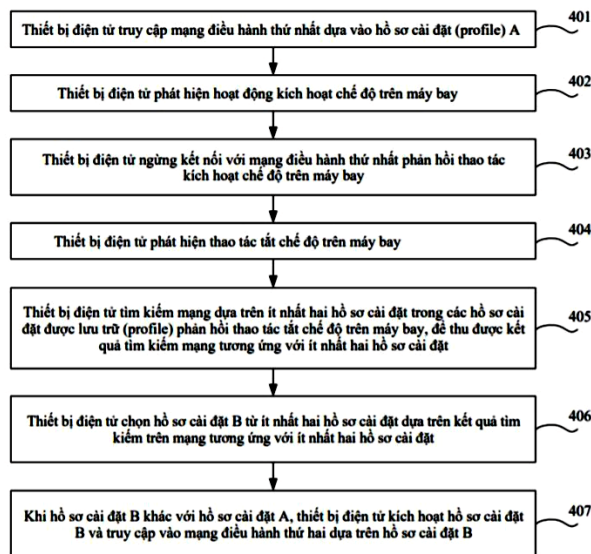 401
Thiết bị điện tử truy cập mạng điều hành thứ nhất dựa vào hồ sơ cài đặt (profile) A
402
Thiết bị điện tử phát hiện hoạt động kích hoạt chế độ trên máy bay
403
Thiết bị điện tử ngừng kết nối với mạng điều hành thứ nhất phản hồi thao tác
kích hoạt chế độ trên máy bay
404
Thiết bị điện tử phát hiện thao tác tắt chế độ trên máy bay
405
Thiết bị điện tử tìm kiếm mạng dựa trên ít nhất hai hồ sơ cài đặt trong các hồ sơ cài
đặt được lưu trữ (profile) phản hồi thao tác tắt chế độ trên máy bay, để thu được kết
quả tìm kiếm mạng tương ứng với ít nhất hai hồ sơ cài đặt
406
Thiết bị điện tử chọn hồ sơ cài đặt B từ ít nhất hai hồ sơ cài đặt dựa trên kết quả tìm
kiếm trên mạng tương ứng với ít nhất hai hồ sơ cài đặt
407
Khi hồ sơ cài đặt B khác với hồ sơ cài đặt A, thiết bị điện tử kích hoạt hồ sơ cài đặt
B và truy cập vào mạng điều hành thứ hai dựa trên hồ sơ cài đặt B